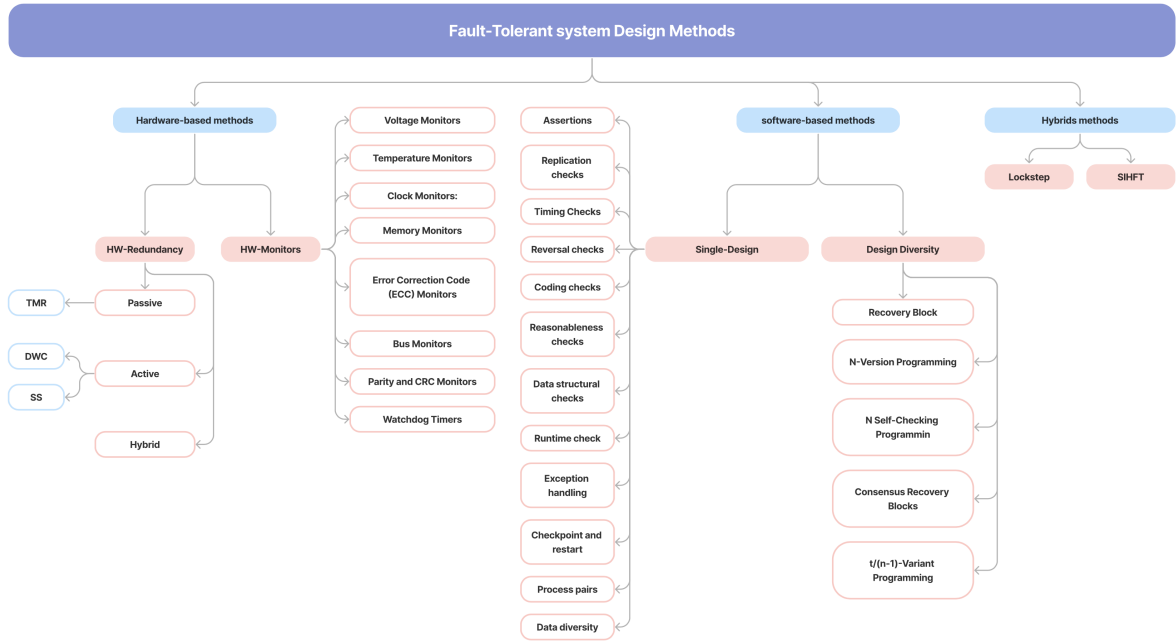 Fault-Tolerant system Design Methods
Hardware-based methods
software-based methods
Hybrids methods
Lockstep
SIHFT
HW-Redundancy
HW-Monitors
Single-Design
Design Diversity
Passive
Active
Hybrid
TMR
DWC
SS
Voltage Monitors
Temperature Monitors
Clock Monitors:
Memory Monitors
Error Correction Code
(ECC) Monitors
Bus Monitors
Parity and CRC Monitors
Watchdog Timers
Assertions
Replication
checks
Timing Checks
Reversal checks
Coding checks
Reasonableness
checks
Data structural
checks
Runtime check
Exception
handling
Checkpoint and
restart
Process pairs
Data diversity
Recovery Block
N-Version Programming
N Self-Checking
Programmin
Consensus Recovery
Blocks
t/(n-1)-Variant
Programming